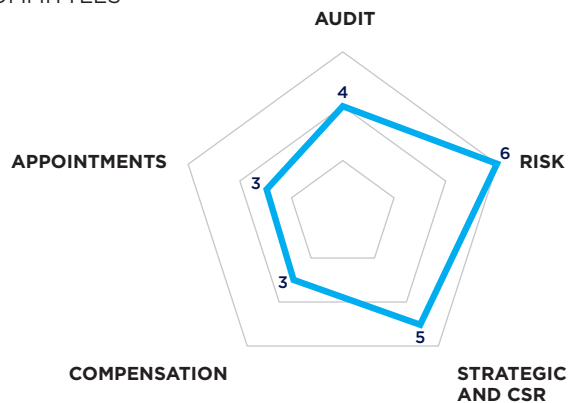 AUDIT
4
6
RISK
APPOINTMENTS
3
3
5
COMPENSATION
STRATEGIC
AND CSR